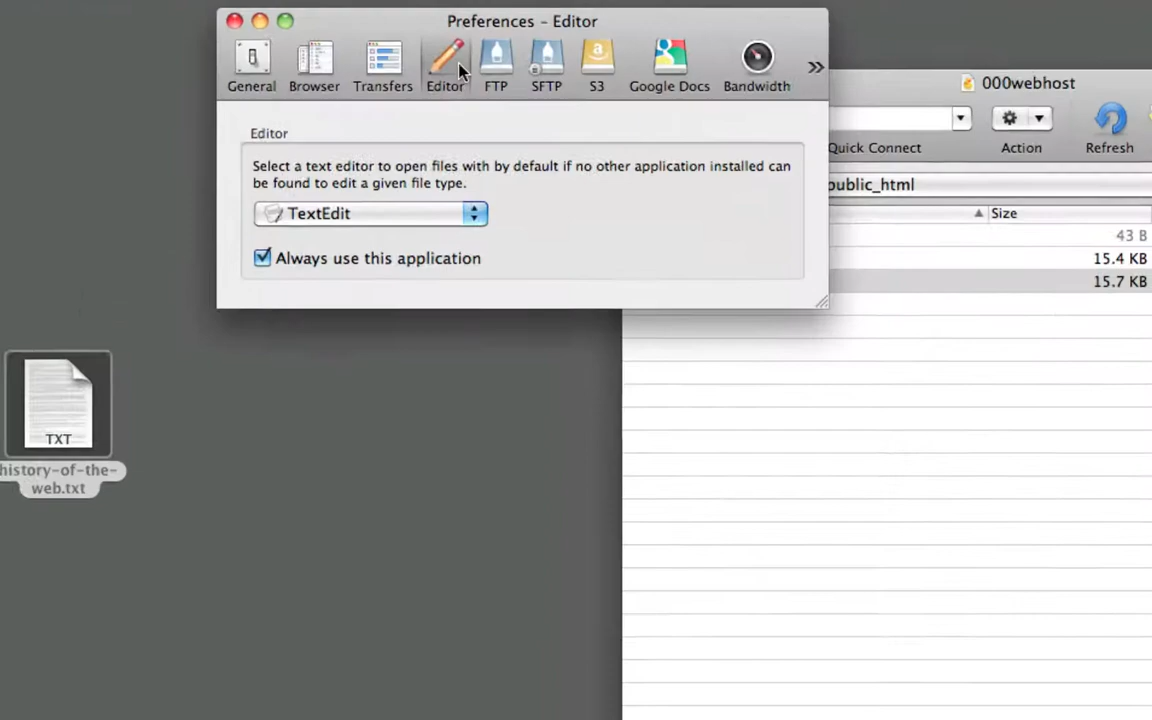 Preferences – Editor
General Browser Transfers Editor FTP SFTP S3 Google Docs Bandwidth »
000webhost
Quick Connect Action Refresh
Editor
Select a text editor to open files with by default if no other application installed can
be found to edit a given file type.
TextEdit
Always use this application
public_html
Size
43 B
15.4 KB
15.7 KB
TXT
history-of-the-
web.txt